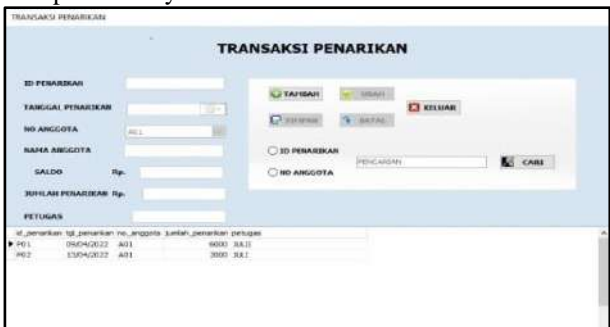 TRANSAKSI PENARIKAN
TRANSAKSI PENARIKAN
ID PENARIKAN
TANGGAL PENARIKAN
NO ANGGOTA
ALL
NAMA ANGGOTA
SALDO Rp.
JUMLAH PENARIKAN Rp.
PETUGAS
TAMBAH
UBAH
KELUAR
SIMPAN
BATAL
ID PENARIKAN
NO ANGGOTA
PENCARIAN
CARI
id_penarikan tgl_penarikan no_anggota jumlah_penarikan petugas
P01 09/04/2022 A01 6000 JULI
P02 13/04/2022 A01 3000 JULI